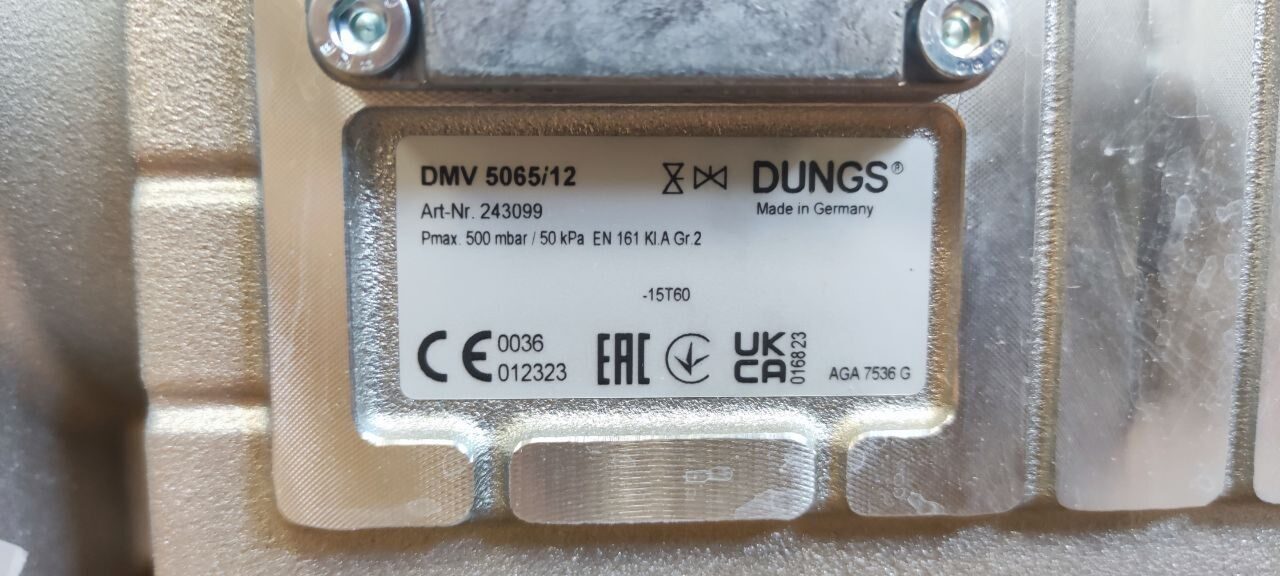 DMV 5065/12
DUNGS®
Art-Nr. 243099
Made in Germany
Pmax. 500 mbar / 50 kPa EN 161 Kl.A Gr.2
-15T60
CE 0036
012323
EAC
UK
CA
016823
AGA 7536 G